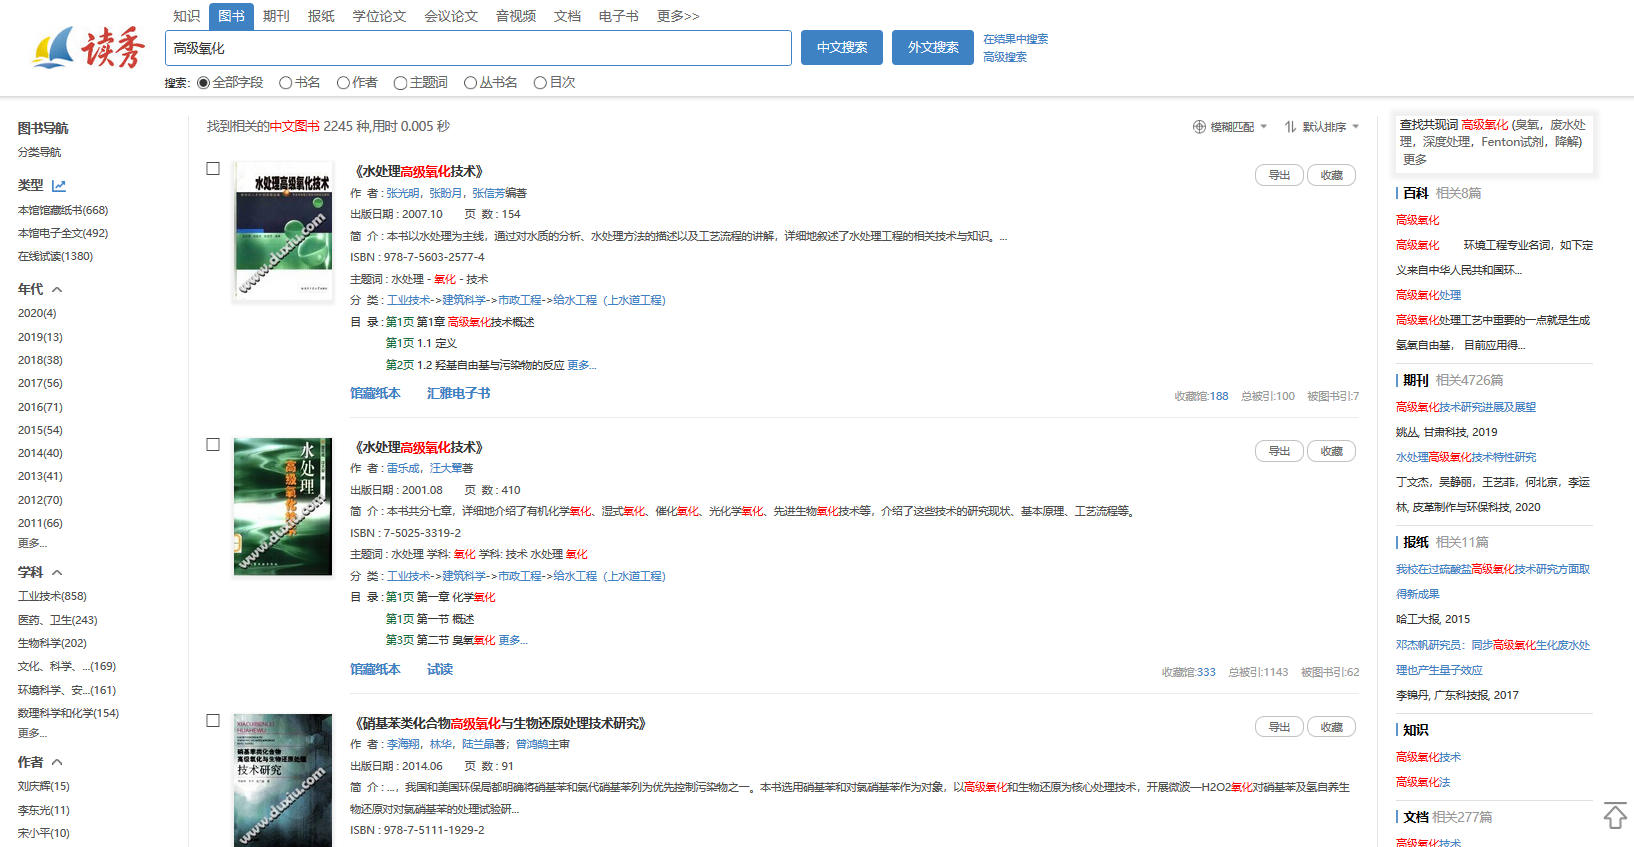 知识 图书 期刊 报纸 学位论文 会议论文 音视频 文档 电子书 更多>>
读秀
高级氧化
中文搜索 外文搜索
在结果中搜索
高级搜索
搜索: 全部字段 书名 作者 主题词 丛书名 目次
图书导航
分类导航
类型
本馆馆藏纸书(668)
本馆电子全文(492)
在线试读(1380)
年代
2020(4)
2019(13)
2018(38)
2017(56)
2016(71)
2015(54)
2014(40)
2013(41)
2012(70)
2011(66)
更多...
学科
工业技术(858)
医药、卫生(243)
生物科学(202)
文化、科学、...(169)
环境科学、安...(161)
数理科学和化学(154)
更多...
作者
刘庆辉(15)
李东光(11)
宋小平(10)
找到相关的中文图书 2245 种,用时 0.005 秒
模糊匹配 默认排序
水处理高级氧化技术
www.duxiu.com
《水处理高级氧化技术》
导出 收藏
作 者 : 张光明，张盼月，张信芳编著
出版日期 : 2007.10 页 数 : 154
简 介 : 本书以水处理为主线，通过对水质的分析、水处理方法的描述以及工艺流程的讲解，详细地叙述了水处理工程的相关技术与知识。...
ISBN : 978-7-5603-2577-4
主题词 : 水处理 - 氧化 - 技术
分 类 : 工业技术->建筑科学->市政工程->给水工程（上水道工程）
目 录 : 第1页 第1章 高级氧化技术概述
第1页 1.1 定义
第2页 1.2 羟基自由基与污染物的反应 更多...
馆藏纸本 汇雅电子书
收藏馆:188 总被引:100 被图书引:7
水处理
高级氧化技术
www.duxiu.com
《水处理高级氧化技术》
导出 收藏
作 者 : 雷乐成，汪大翚著
出版日期 : 2001.08 页 数 : 410
简 介 : 本书共分七章，详细地介绍了有机化学氧化、湿式氧化、催化氧化、光化学氧化、先进生物氧化技术等，介绍了这些技术的研究现状、基本原理、工艺流程等。
ISBN : 7-5025-3319-2
主题词 : 水处理 学科: 氧化 学科: 技术 水处理 氧化
分 类 : 工业技术->建筑科学->市政工程->给水工程（上水道工程）
目 录 : 第1页 第一章 化学氧化
第1页 第一节 概述
第3页 第二节 臭氧氧化 更多...
馆藏纸本 试读
收藏馆:333 总被引:1143 被图书引:62
硝基苯类化合物
高级氧化与生物还原处理
技术研究
www.duxiu.com
《硝基苯类化合物高级氧化与生物还原处理技术研究》
导出 收藏
作 者 : 李海翔，林华，陆兰晶著；曾鸿鹄主审
出版日期 : 2014.06 页 数 : 91
简 介 : ...，我国和美国环保局都明确将硝基苯和氯代硝基苯列为优先控制污染物之一。本书选用硝基苯和对氯硝基苯作为对象，以高级氧化和生物还原为核心处理技术，开展微波—H2O2氧化对硝基苯及氢自养生
物还原对对氯硝基苯的处理试验研...
ISBN : 978-7-5111-1929-2
查找共现词 高级氧化 (臭氧，废水处
理，深度处理，Fenton试剂，降解)
更多
百科 相关8篇
高级氧化
高级氧化 环境工程专业名词，如下定
义来自中华人民共和国环...
高级氧化处理
高级氧化处理工艺中重要的一点就是生成
氢氧自由基， 目前应用得...
期刊 相关4726篇
高级氧化技术研究进展及展望
姚丛, 甘肃科技, 2019
水处理高级氧化技术特性研究
丁文杰，吴静丽，王艺菲，何北京，李运
林, 皮革制作与环保科技, 2020
报纸 相关11篇
我校在过硫酸盐高级氧化技术研究方面取
得新成果
哈工大报, 2015
邓杰帆研究员：同步高级氧化生化废水处
理也产生量子效应
李锦丹, 广东科技报, 2017
知识
高级氧化技术
高级氧化法
文档 相关277篇
高级氧化技术